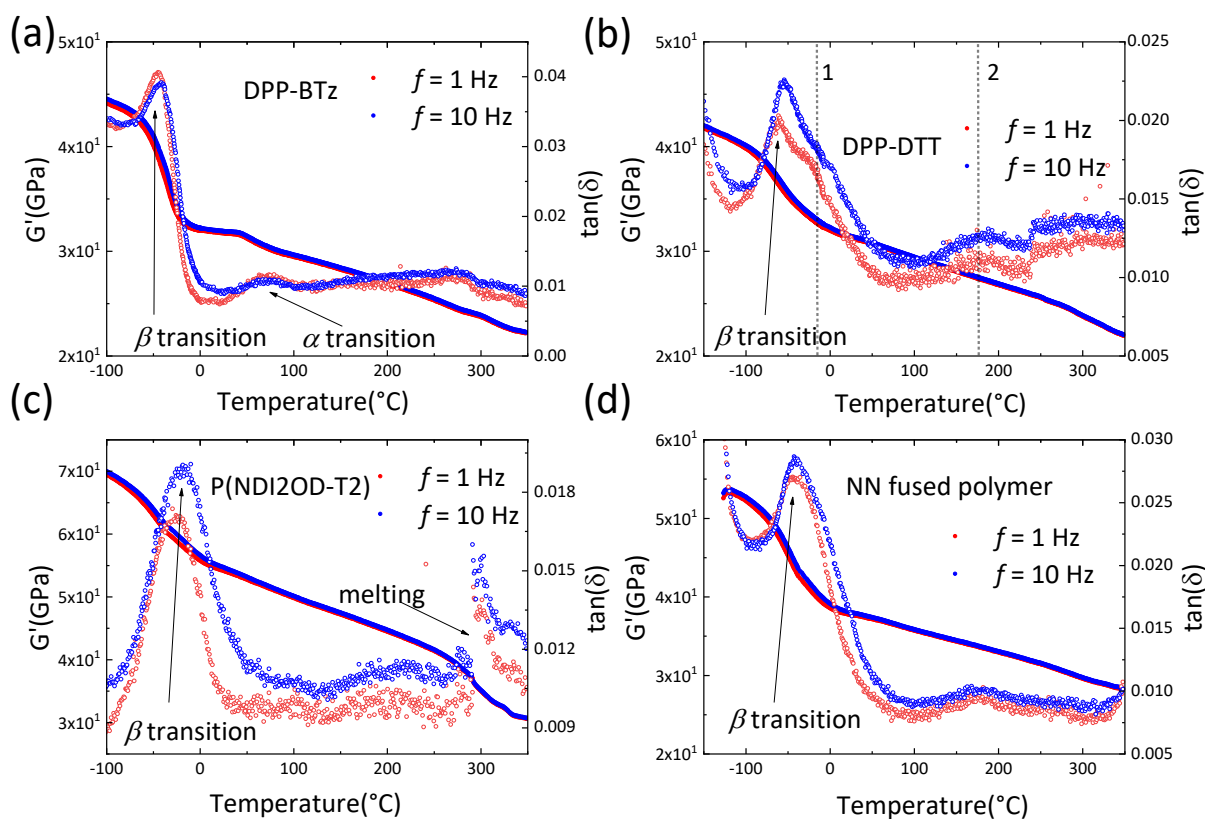 (a)
DPP-BTz
f = 1 Hz
f = 10 Hz
β transition
α transition
5x10¹
4x10¹
3x10¹
2x10¹
G'(GPa)
0.04
0.03
0.02
0.01
0.00
tan(δ)
-100 0 100 200 300
Temperature(°C)
(b)
1
2
DPP-DTT
f = 1 Hz
f = 10 Hz
β transition
5x10¹
4x10¹
3x10¹
2x10¹
G'(GPa)
0.025
0.020
0.015
0.010
0.005
tan(δ)
-100 0 100 200 300
Temperature(°C)
(c)
P(NDI2OD-T2)
f = 1 Hz
f = 10 Hz
melting
β transition
7x10¹
6x10¹
5x10¹
4x10¹
3x10¹
G'(GPa)
0.018
0.015
0.012
0.009
tan(δ)
-100 0 100 200 300
Temperature(°C)
(d)
NN fused polymer
f = 1 Hz
f = 10 Hz
β transition
6x10¹
5x10¹
4x10¹
3x10¹
2x10¹
G'(GPa)
0.030
0.025
0.020
0.015
0.010
0.005
tan(δ)
-100 0 100 200 300
Temperature(°C)